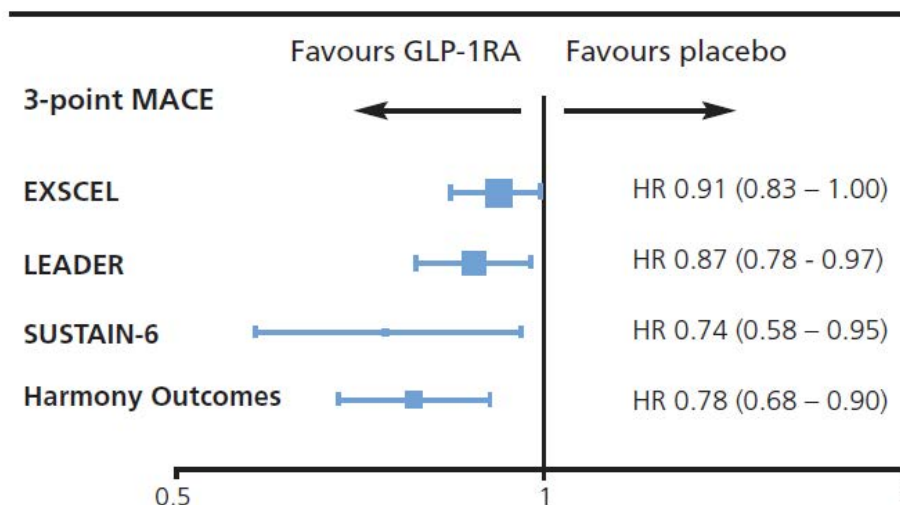 Favours GLP-1RA Favours placebo
3-point MACE
EXSCEL HR 0.91 (0.83 – 1.00)
LEADER HR 0.87 (0.78 - 0.97)
SUSTAIN-6 HR 0.74 (0.58 – 0.95)
Harmony Outcomes HR 0.78 (0.68 – 0.90)
0.5 1